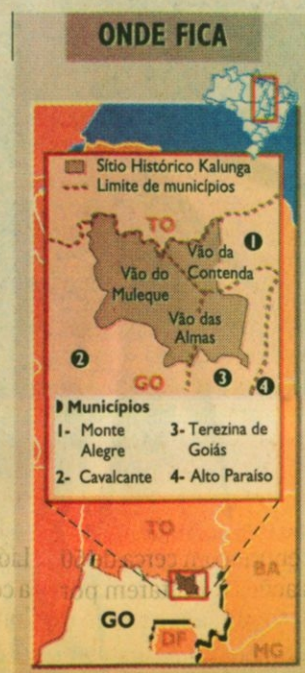 ONDE FICA
Sítio Histórico Kalunga
Limite de municípios
TO
1
Vão da
Contenda
Vão do
Muleque
Vão das
Almas
2
GO
3
4
Municípios
1- Monte
Alegre
2- Cavalcante
3- Terezina de
Goiás
4- Alto Paraíso
TO
BA
GO
DF
MG